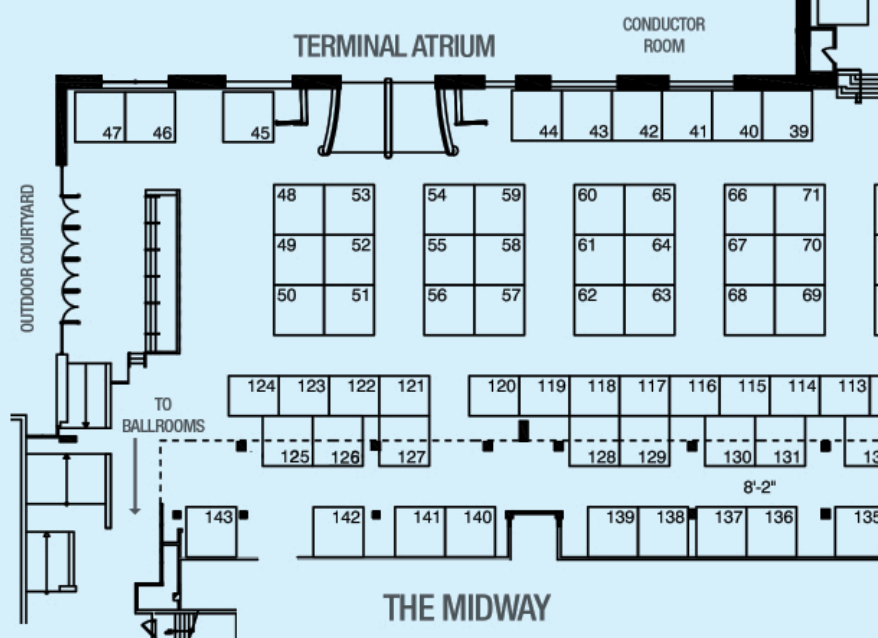 CONDUCTOR
ROOM
TERMINAL ATRIUM
47 46 45 44 43 42 41 40 39
OUTDOOR COURTYARD
48 53 54 59 60 65 66 71
49 52 55 58 61 64 67 70
50 51 56 57 62 63 68 69
124 123 122 121 120 119 118 117 116 115 114 113
TO
BALLROOMS
125 126 127 128 129 130 131
8'-2"
143 142 141 140 139 138 137 136 135
THE MIDWAY